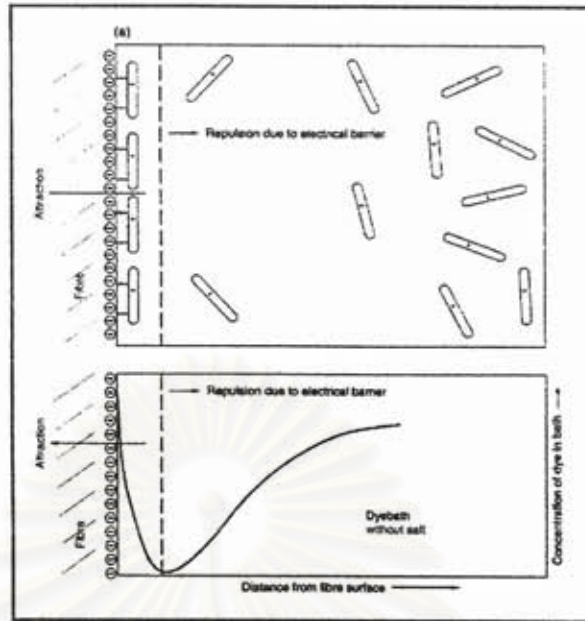 (a)
Repulsion due to electrical barrier
Attraction
Fibre
Repulsion due to electrical barrier
Attraction
Fibre
Dyebath
without salt
Concentration of dye in bath
Distance from fibre surface